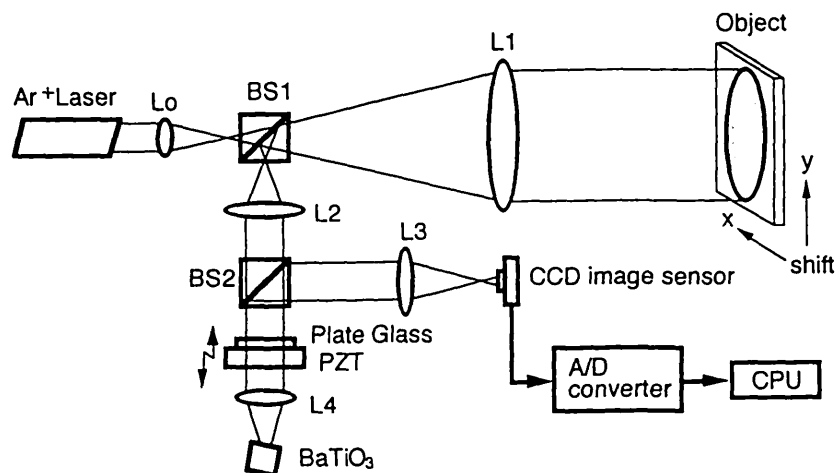 Object
L1
BS1
Ar+Laser
Lo
y
L2
x
L3
shift
BS2
CCD image sensor
Plate Glass
PZT
A/D
converter
CPU
L4
BaTiO₃